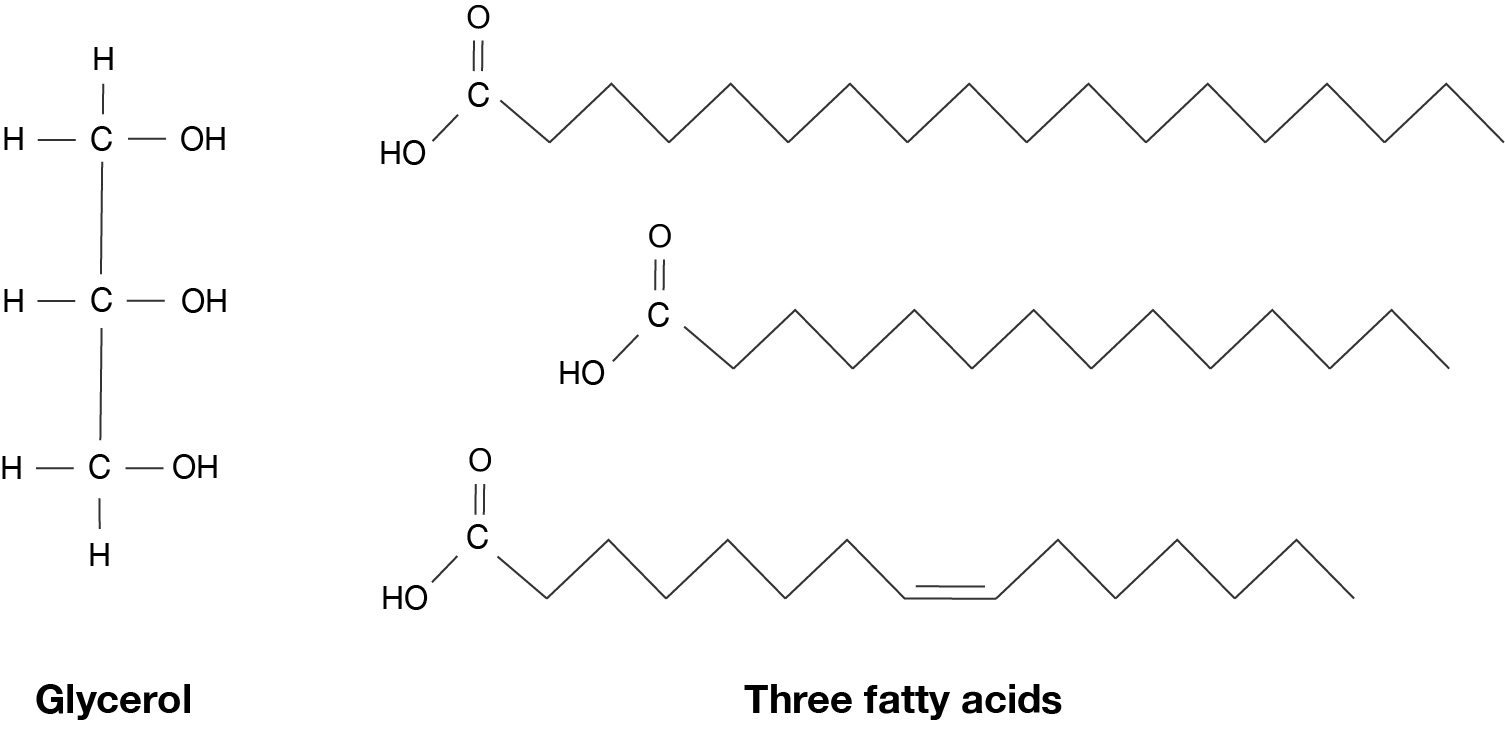 H
H C OH
H C OH
H C OH
H
O
C
HO
O
C
HO
O
C
HO
Glycerol
Three fatty acids